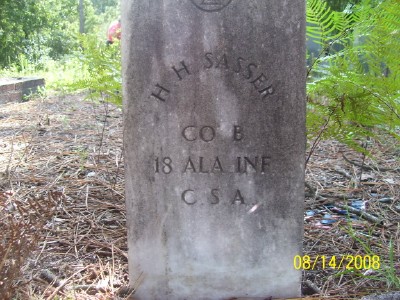 H H SASSER
CO B
18 ALA INF
C.S.A.
08/14/2008